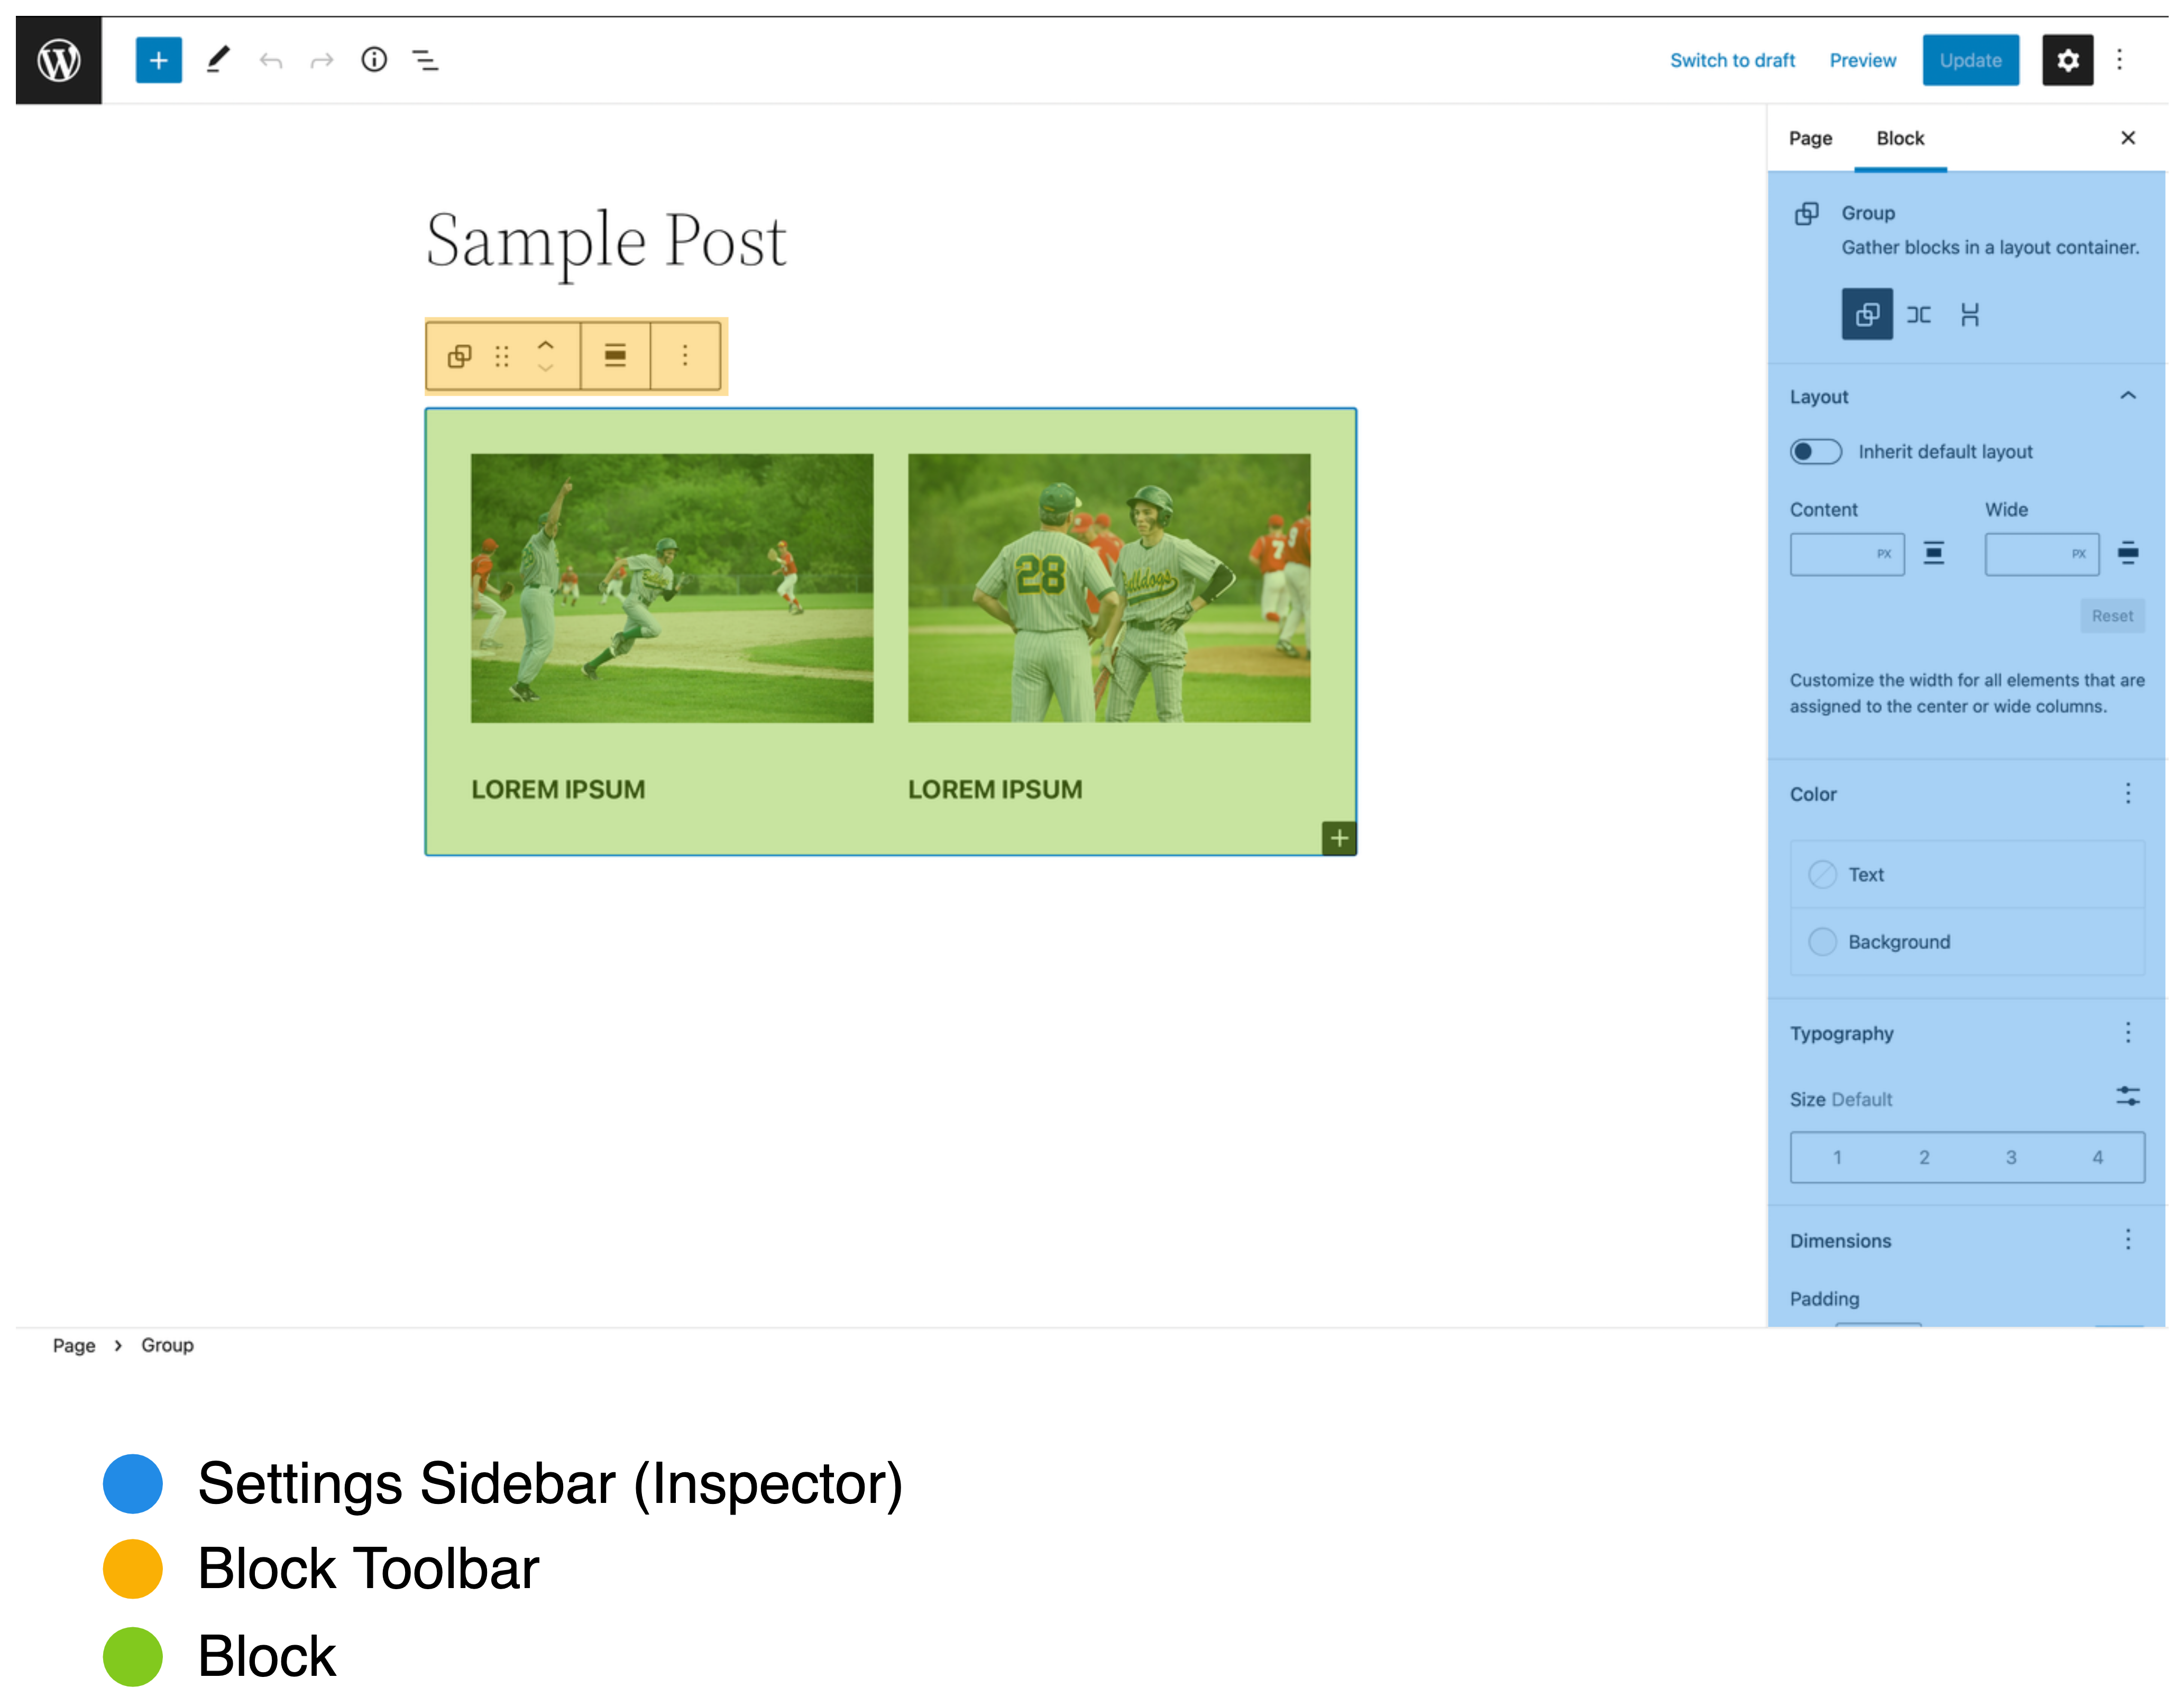 Switch to draft Preview Update
Page Block
Sample Post
Group
Gather blocks in a layout container.
Layout
Inherit default layout
Content Wide
PX PX
Reset
Customize the width for all elements that are
assigned to the center or wide columns.
28
Bulldogs
7
9
LOREM IPSUM LOREM IPSUM
Color
Text
Background
Typography
Size Default
1 2 3 4
Dimensions
Padding
Page > Group
Settings Sidebar (Inspector)
Block Toolbar
Block